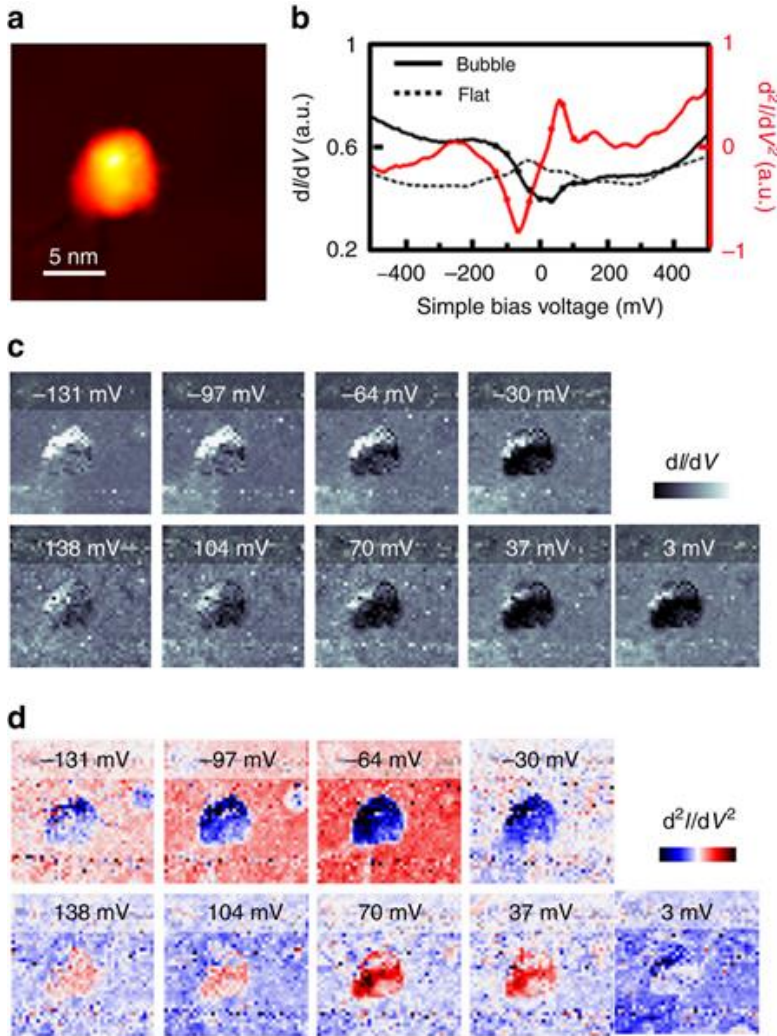 a
5 nm
b
1
0.6
0.2
dI/dV (a.u.)
Bubble
Flat
1
0
−1
d²I/dV² (a.u.)
−400 −200 0 200 400
Simple bias voltage (mV)
c
−131 mV −97 mV −64 mV −30 mV
dI/dV
138 mV 104 mV 70 mV 37 mV 3 mV
d
−131 mV −97 mV −64 mV −30 mV
d²I/dV²
138 mV 104 mV 70 mV 37 mV 3 mV